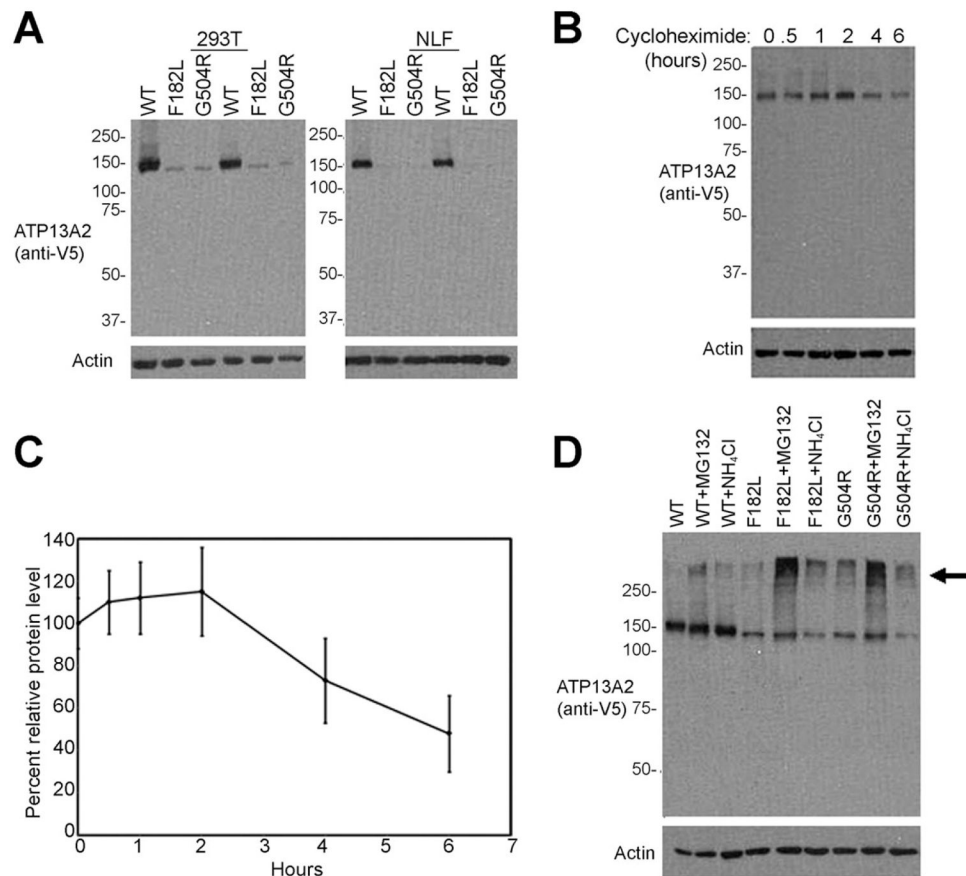 A
293T
NLF
WT
F182L
G504R
WT
F182L
G504R
WT
F182L
G504R
WT
F182L
G504R
250-
150-
100-
75-
50-
37-
250-
150-
100-
75-
50-
37-
ATP13A2
(anti-V5)
Actin
B
Cycloheximide: 0 .5 1 2 4 6
(hours)
250-
150-
100-
75-
50-
37-
ATP13A2
(anti-V5)
Actin
C
Percent relative protein level
140
120
100
80
60
40
20
0
0 1 2 3 4 5 6 7
Hours
D
WT
WT+MG132
WT+NH₄Cl
F182L
F182L+MG132
F182L+NH₄Cl
G504R
G504R+MG132
G504R+NH₄Cl
250-
150-
100-
75-
50-
ATP13A2
(anti-V5)
Actin